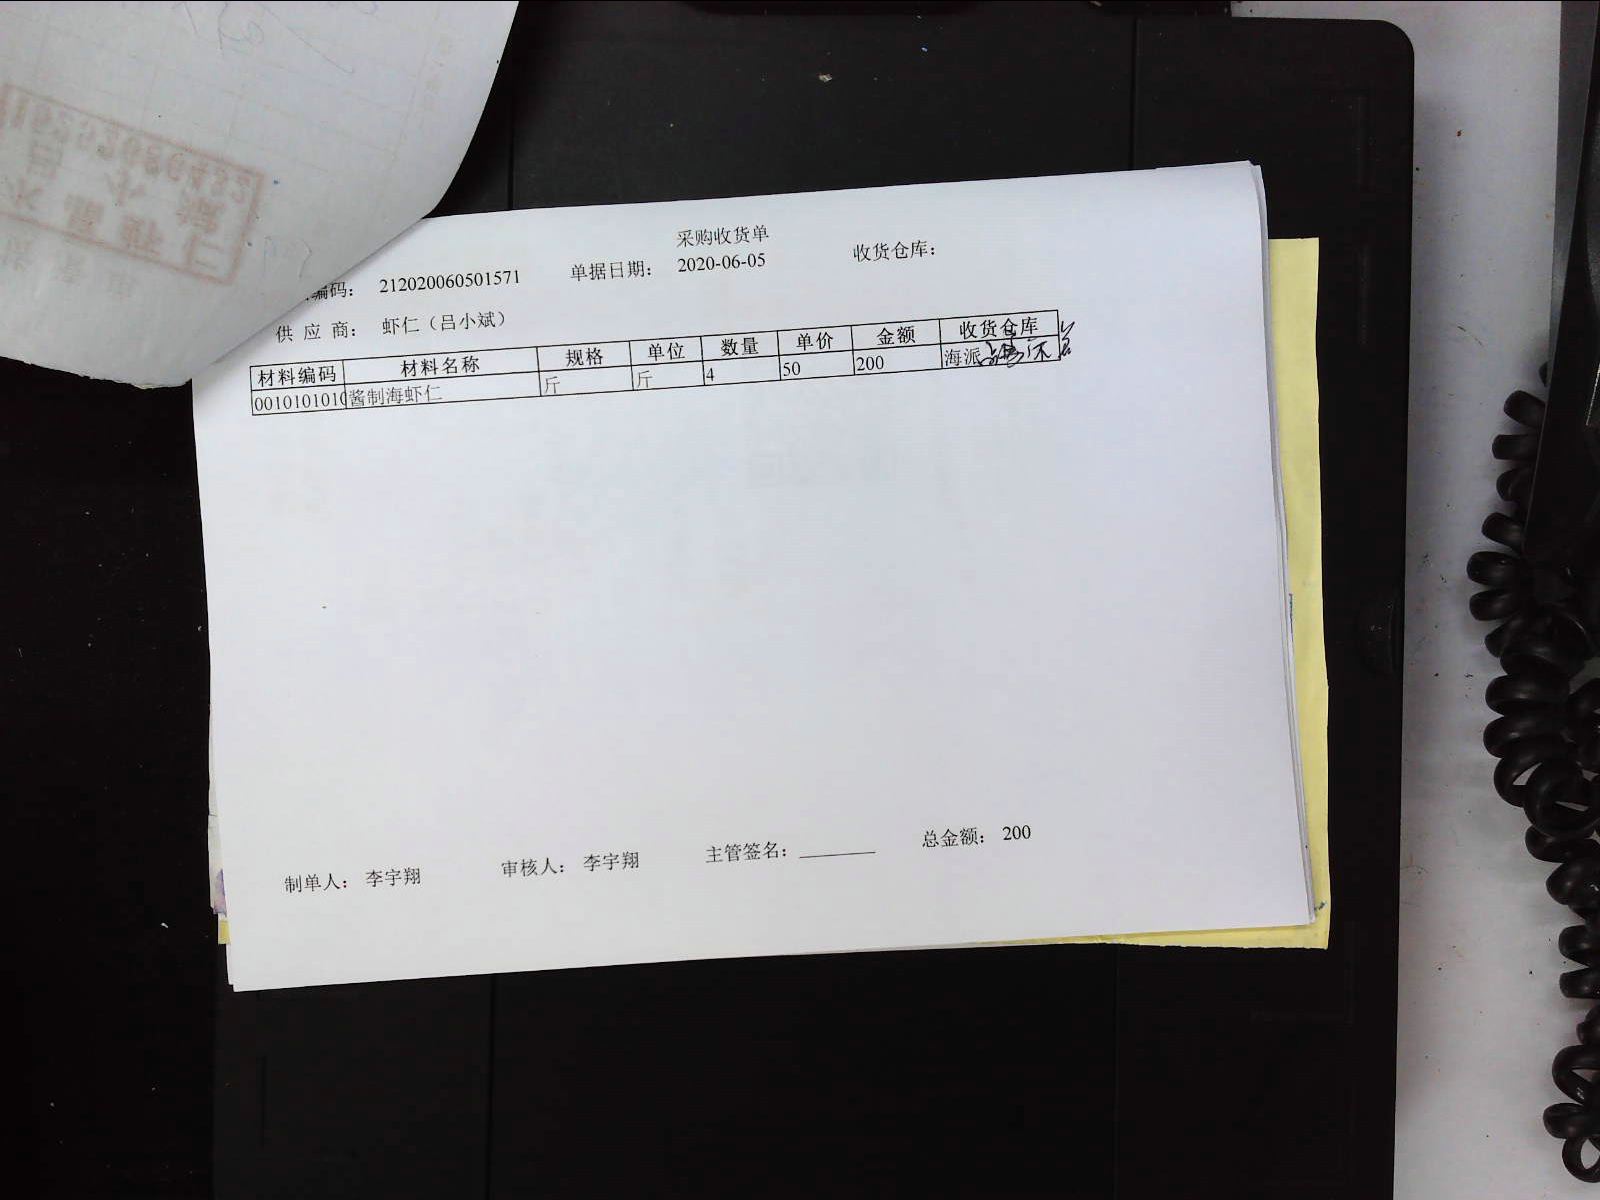 采购收货单
编码： 212020060501571 单据日期： 2020-06-05 收货仓库：
供 应 商： 虾仁（吕小斌）
材料编码 材料名称 规格 单位 数量 单价 金额 收货仓库
0010101010 酱制海虾仁 斤 斤 4 50 200 海派
制单人： 李宇翔 审核人： 李宇翔 主管签名： 总金额： 200